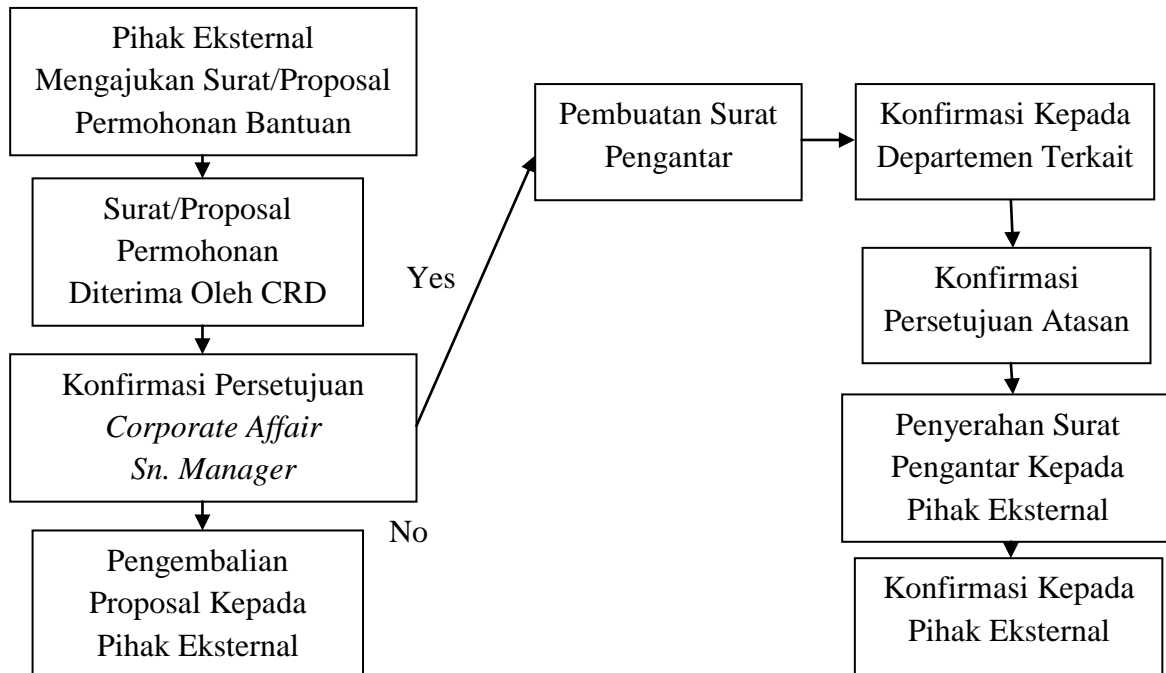 Pihak Eksternal
Mengajukan Surat/Proposal
Permohonan Bantuan
Surat/Proposal
Permohonan
Diterima Oleh CRD
Konfirmasi Persetujuan
Corporate Affair
Sn. Manager
Yes
No
Pengembalian
Proposal Kepada
Pihak Eksternal
Pembuatan Surat
Pengantar
Konfirmasi Kepada
Departemen Terkait
Konfirmasi
Persetujuan Atasan
Penyerahan Surat
Pengantar Kepada
Pihak Eksternal
Konfirmasi Kepada
Pihak Eksternal